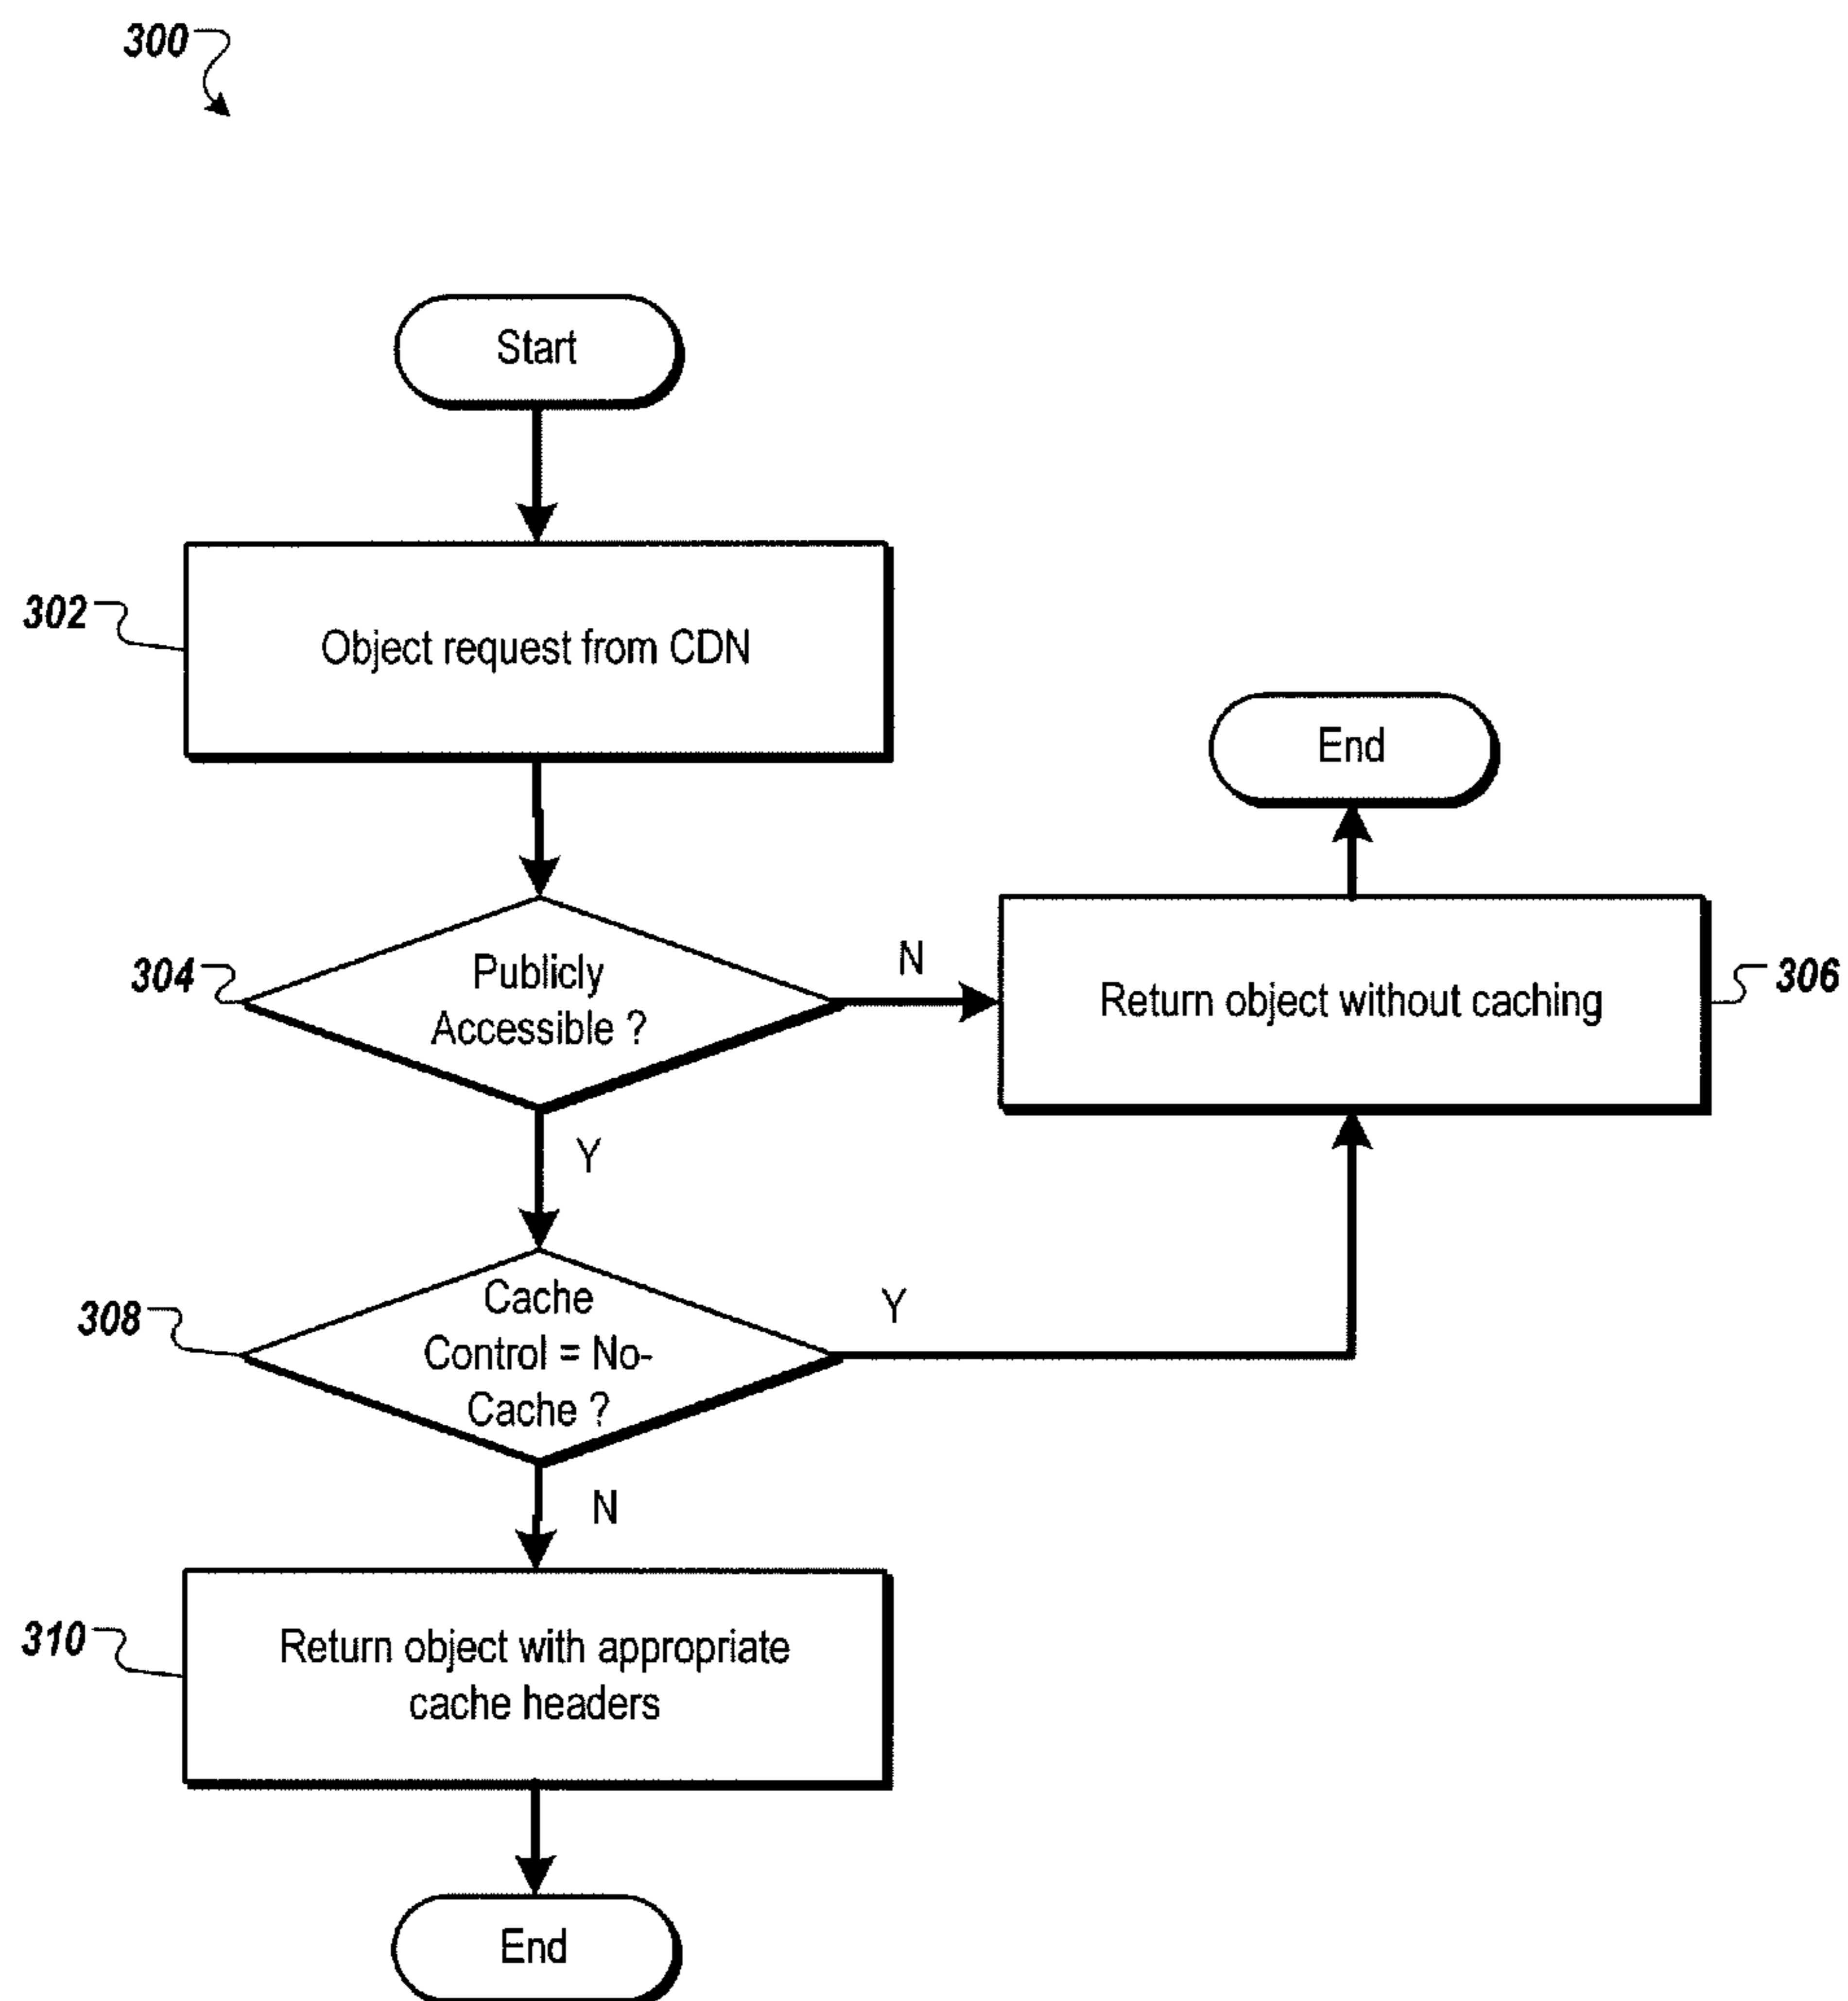 300
Start
302
Object request from CDN
End
304
Publicly
Accessible ?
N
Return object without caching
306
Y
308
Cache
Control = No-
Cache ?
Y
N
310
Return object with appropriate
cache headers
End